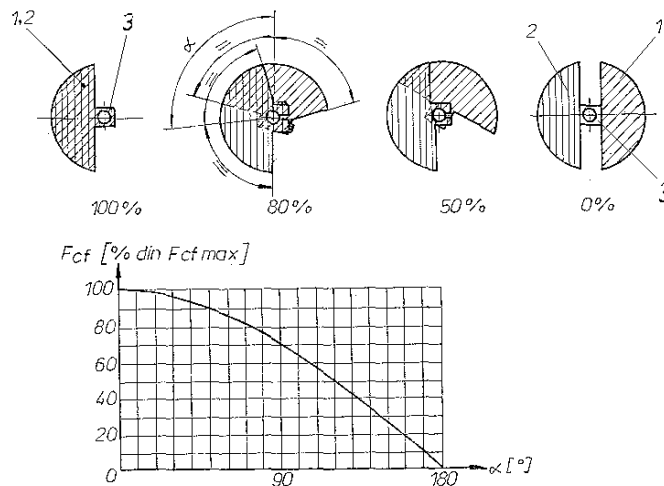 1,2 3 α = = = = 2 1
3
100% 80% 50% 0%
Fcf [% din Fcf max]
100
80
60
40
20
0 90 180 α [°]